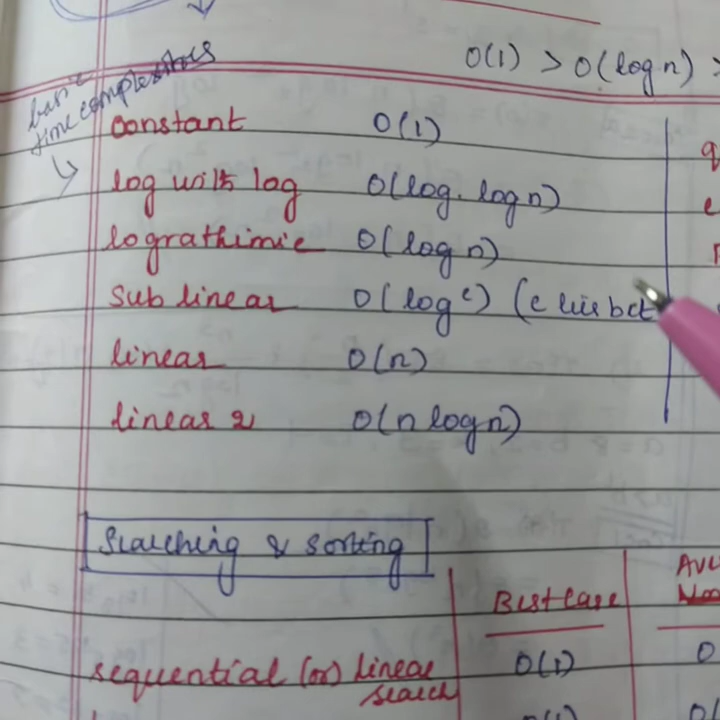 O(1) > O(log n) >
basic
time complexities
constant O(1)
log with log O(log. log n)
lograthimic O(log n)
sub linear O(log ᶜ) (c lies bet
linear O(n)
linear 2 O(n logn)
Searching & sorting
Best case
sequential (or) linear O(1) O
search